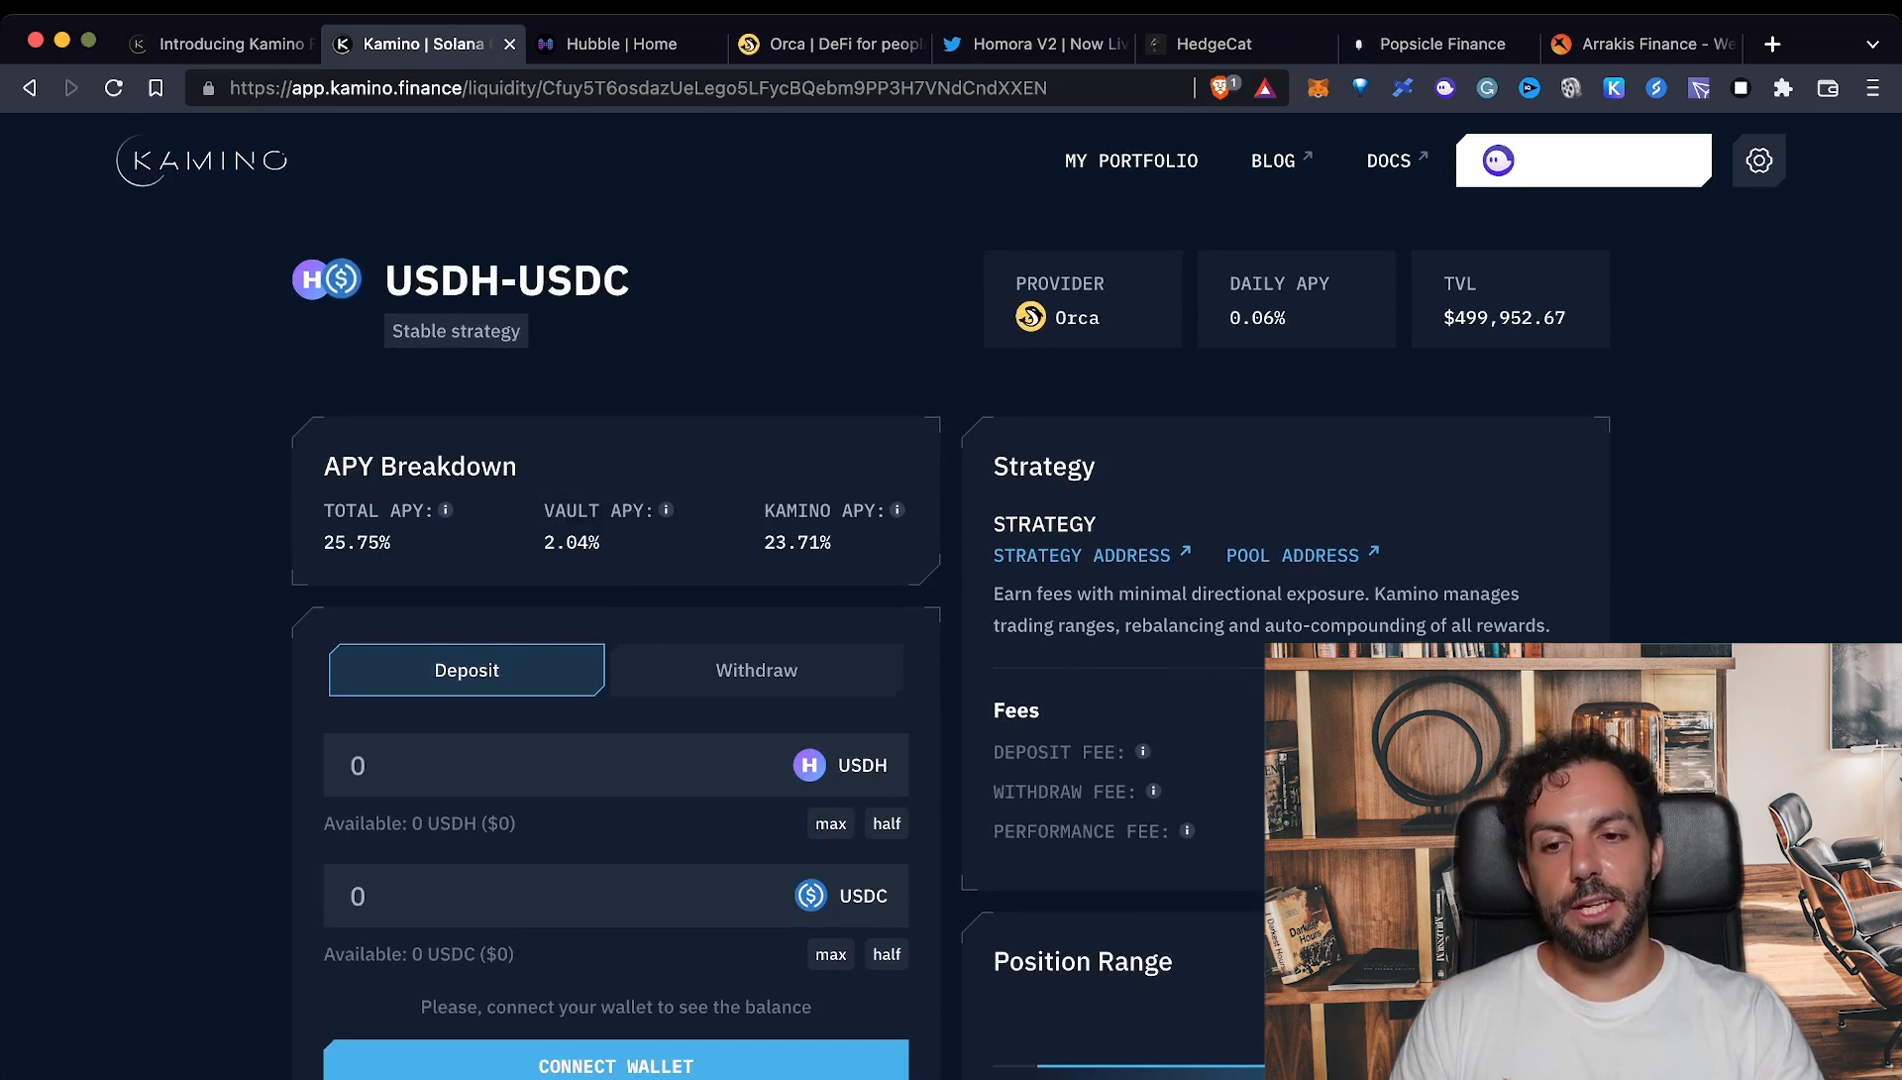 Introducing Kamino F
Kamino | Solana
Hubble | Home
Orca | DeFi for peopl
Homora V2 | Now Liv
HedgeCat
Popsicle Finance
Arrakis Finance - We
https://app.kamino.finance/liquidity/Cfuy5T6osdazUeLego5LFycBQebm9PP3H7VNdCndXXEN
1
KAMINO
MY PORTFOLIO
BLOG
DOCS
USDH-USDC
Stable strategy
PROVIDER
Orca
DAILY APY
0.06%
TVL
$499,952.67
APY Breakdown
TOTAL APY:
25.75%
VAULT APY:
2.04%
KAMINO APY:
23.71%
Strategy
STRATEGY
STRATEGY ADDRESS
POOL ADDRESS
Earn fees with minimal directional exposure. Kamino manages
trading ranges, rebalancing and auto-compounding of all rewards.
Deposit
Withdraw
0
USDH
Available: 0 USDH ($0)
max
half
0
USDC
Available: 0 USDC ($0)
max
half
Please, connect your wallet to see the balance
CONNECT WALLET
Fees
DEPOSIT FEE:
WITHDRAW FEE:
PERFORMANCE FEE:
Position Range
Darkest
Hours